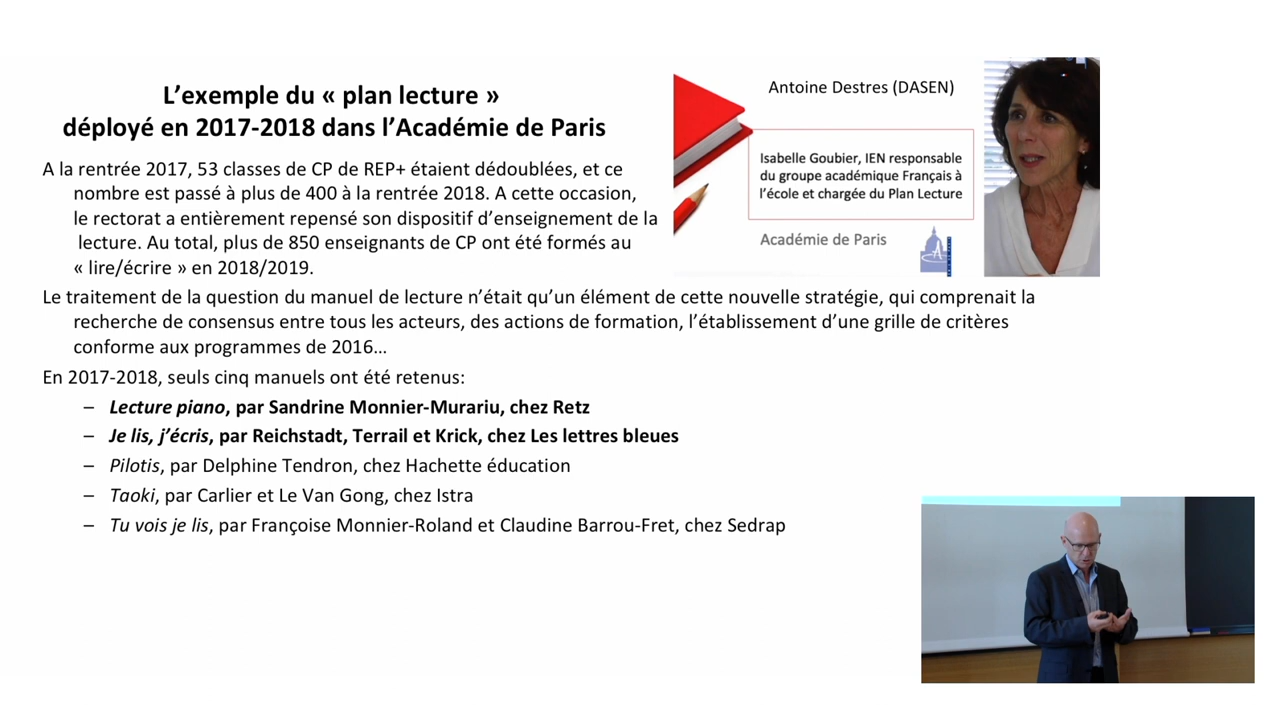 L’exemple du « plan lecture »
déployé en 2017-2018 dans l’Académie de Paris
A la rentrée 2017, 53 classes de CP de REP+ étaient dédoublées, et ce
nombre est passé à plus de 400 à la rentrée 2018. A cette occasion,
le rectorat a entièrement repensé son dispositif d’enseignement de la
lecture. Au total, plus de 850 enseignants de CP ont été formés au
« lire/écrire » en 2018/2019.
Antoine Destres (DASEN)
Isabelle Goubier, IEN responsable
du groupe académique Français à
l’école et chargée du Plan Lecture
Académie de Paris
Le traitement de la question du manuel de lecture n’était qu’un élément de cette nouvelle stratégie, qui comprenait la
recherche de consensus entre tous les acteurs, des actions de formation, l’établissement d’une grille de critères
conforme aux programmes de 2016…
En 2017-2018, seuls cinq manuels ont été retenus:
– Lecture piano, par Sandrine Monnier-Murariu, chez Retz
– Je lis, j’écris, par Reichstadt, Terrail et Krick, chez Les lettres bleues
– Pilotis, par Delphine Tendron, chez Hachette éducation
– Taoki, par Carlier et Le Van Gong, chez Istra
– Tu vois je lis, par Françoise Monnier-Roland et Claudine Barrou-Fret, chez Sedrap